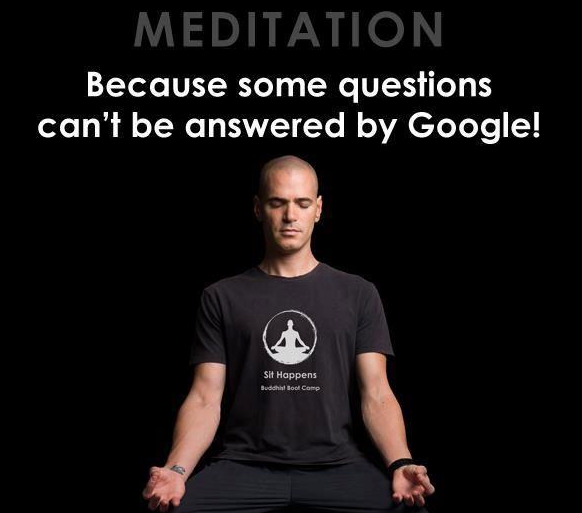 MEDITATION
Because some questions
can't be answered by Google!
Sit Happens
Buddhist Boot Camp